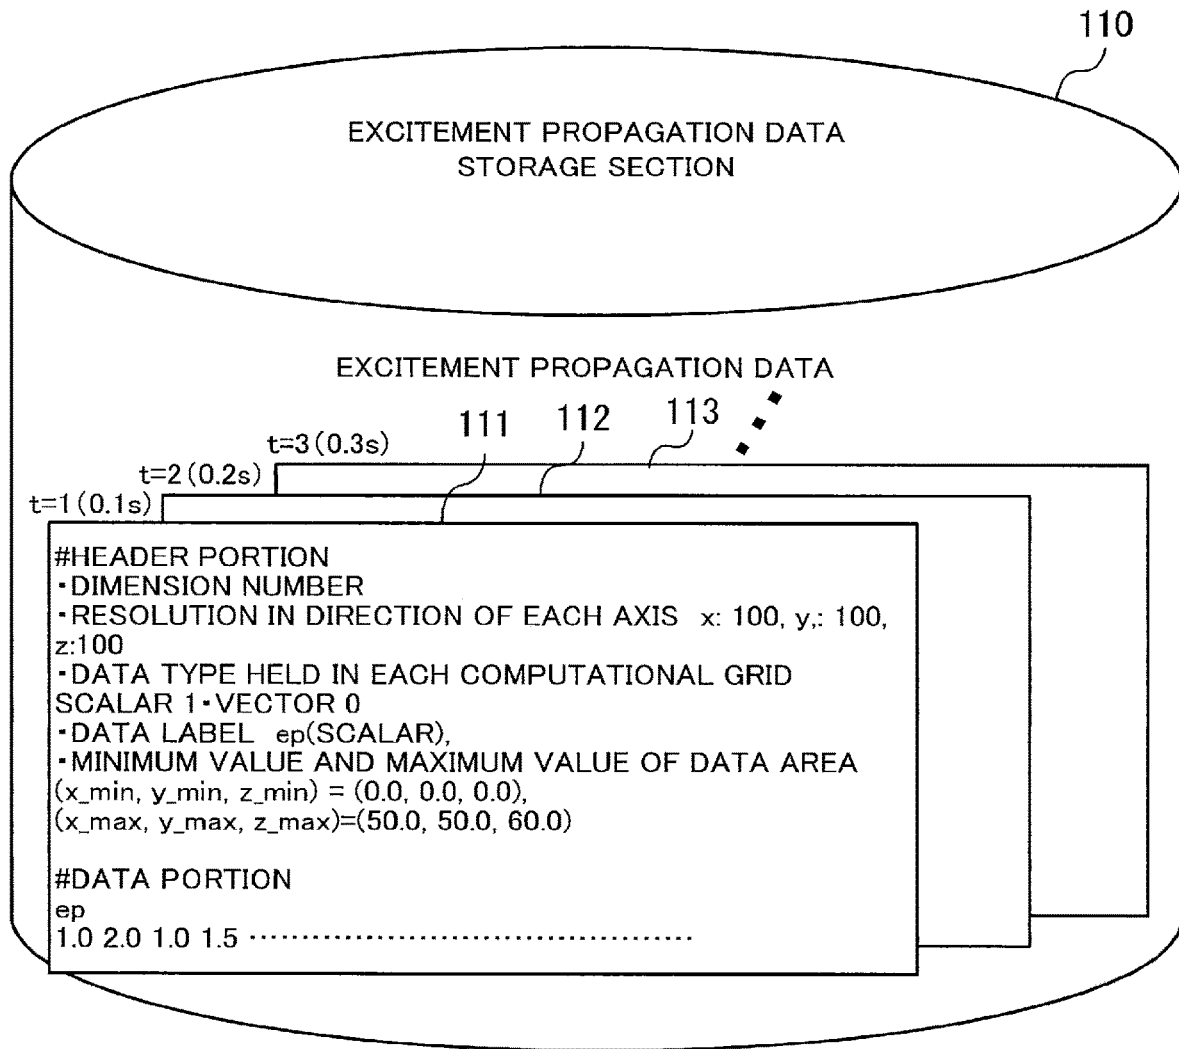 110
EXCITEMENT PROPAGATION DATA
STORAGE SECTION
EXCITEMENT PROPAGATION DATA
111
112
113
t=3(0.3s)
t=2(0.2s)
t=1(0.1s)
#HEADER PORTION
・DIMENSION NUMBER
・RESOLUTION IN DIRECTION OF EACH AXIS x: 100, y,: 100,
z:100
・DATA TYPE HELD IN EACH COMPUTATIONAL GRID
SCALAR 1・VECTOR 0
・DATA LABEL ep(SCALAR),
・MINIMUM VALUE AND MAXIMUM VALUE OF DATA AREA
(x_min, y_min, z_min) = (0.0, 0.0, 0.0),
(x_max, y_max, z_max)=(50.0, 50.0, 60.0)
#DATA PORTION
ep
1.0 2.0 1.0 1.5 ·········································